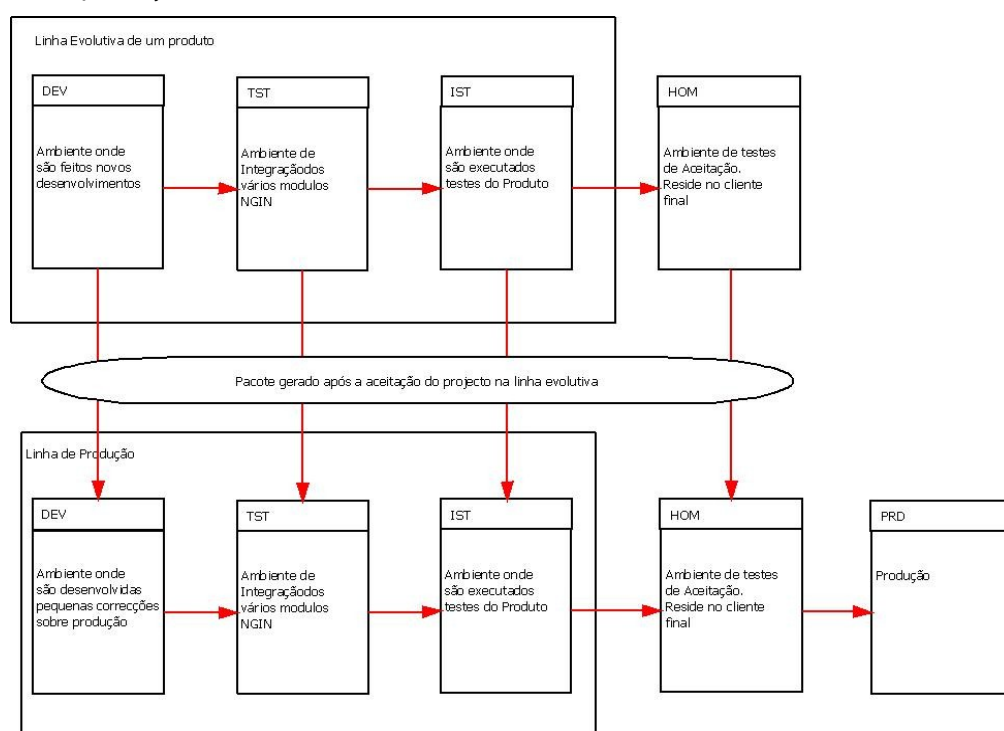 Linha Evolutiva de um produto
DEV
Ambiente onde
são feitos novos
desenvolvimentos
TST
Ambiente de
Integraçãodos
vários modulos
NGIN
IST
Ambiente onde
são executados
testes do Produto
HOM
Ambiente de testes
de Aceitação.
Reside no cliente
final
Pacote gerado após a aceitação do projecto na linha evolutiva
Linha de Produção
DEV
Ambiente onde
são desenvolvidas
pequenas correcções
sobre produção
TST
Ambiente de
Integraçãodos
vários modulos
NGIN
IST
Ambiente onde
são executados
testes do Produto
HOM
Ambiente de testes
de Aceitação.
Reside no cliente
final
PRD
Produção